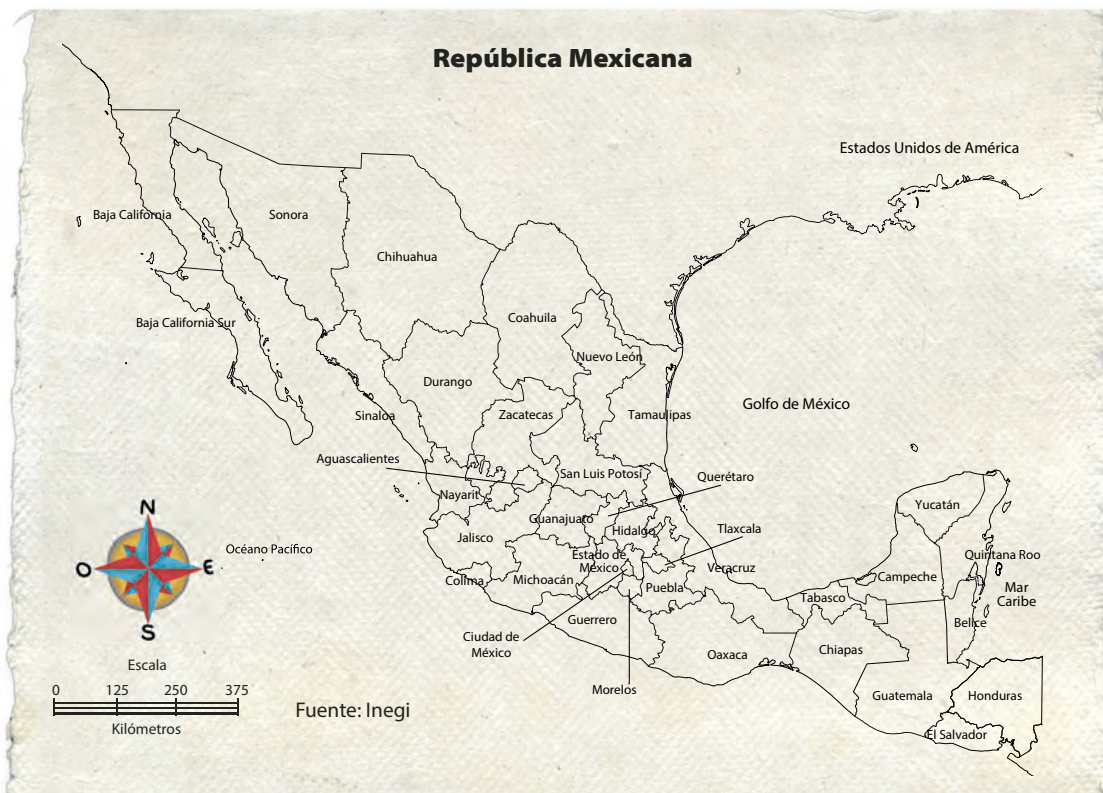 República Mexicana
Estados Unidos de América
Baja California
Sonora
Chihuahua
Baja California Sur
Coahuila
Nuevo León
Durango
Sinaloa
Zacatecas
Tamaulipas
Golfo de México
Aguascalientes
San Luis Potosí
Querétaro
Nayarit
Yucatán
Guanajuato
Hidalgo
Tlaxcala
Jalisco
N
O
E
S
Océano Pacífico
Estado de
México
Veracruz
Quintana Roo
Colima
Michoacán
Puebla
Campeche
Mar
Caribe
Tabasco
Guerrero
Belice
Ciudad de
México
Oaxaca
Chiapas
Escala
Morelos
Guatemala
Honduras
0 125 250 375
Kilómetros
Fuente: Inegi
El Salvador